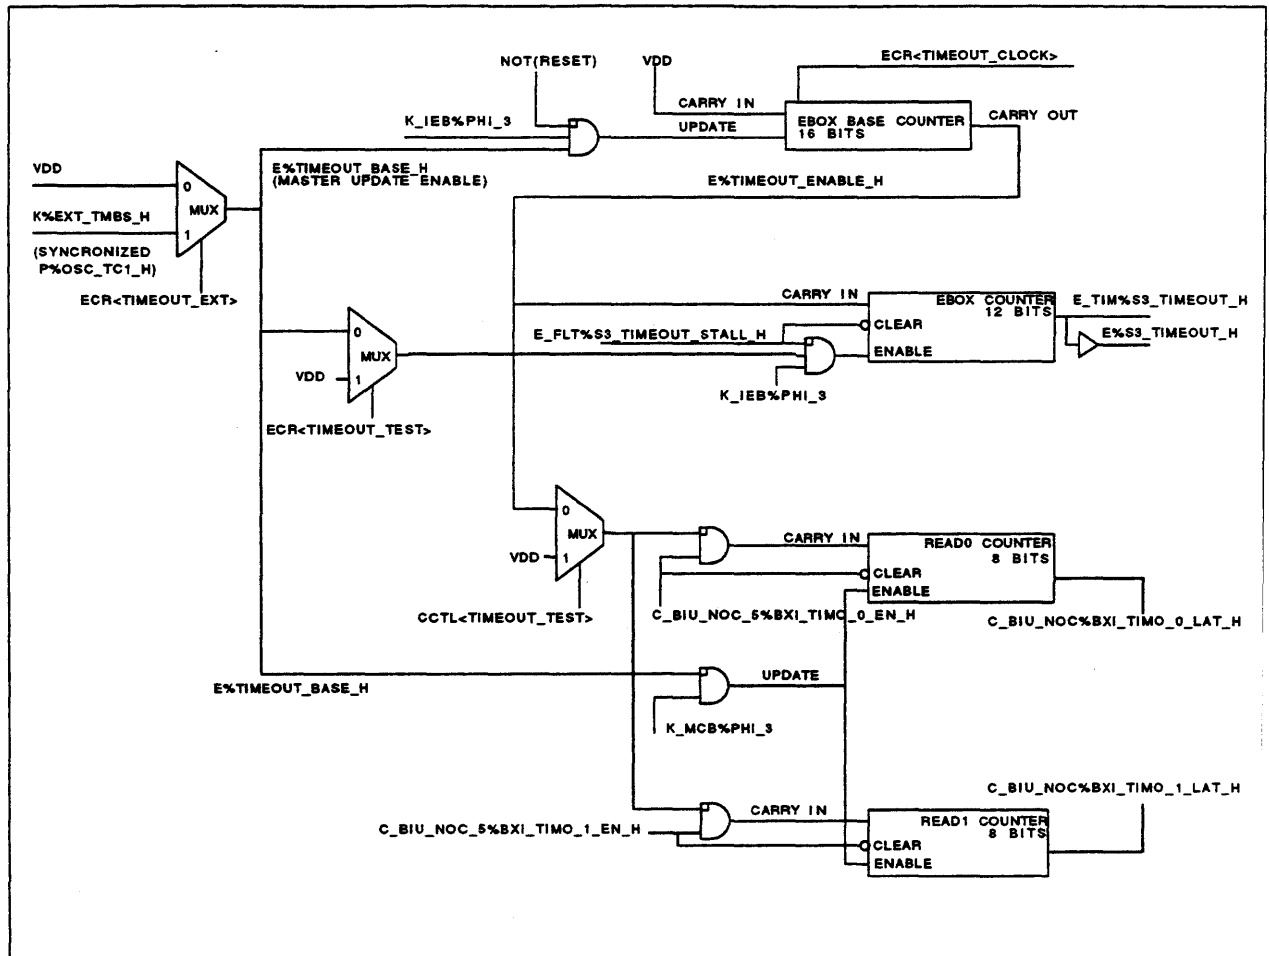 ECR<TIMEOUT_CLOCK>
NOT(RESET)
VDD
CARRY IN
EBOX BASE COUNTER
16 BITS
CARRY OUT
K_IEB%PHI_3
UPDATE
E%TIMEOUT_BASE_H
(MASTER UPDATE ENABLE)
E%TIMEOUT_ENABLE_H
VDD
0
MUX
K%EXT_TMBS_H
1
(SYNCRONIZED
P%OSC_TC1_H)
ECR<TIMEOUT_EXT>
CARRY IN
EBOX COUNTER
12 BITS
E_TIM%S3_TIMEOUT_H
0
MUX
VDD
1
E_FLT%S3_TIMEOUT_STALL_H
CLEAR
ENABLE
E%S3_TIMEOUT_H
K_IEB%PHI_3
ECR<TIMEOUT_TEST>
0
MUX
VDD
1
CARRY IN
READ0 COUNTER
8 BITS
CLEAR
ENABLE
CCTL<TIMEOUT_TEST>
C_BIU_NOC_5%BXI_TIMO_0_EN_H
C_BIU_NOC%BXI_TIMO_0_LAT_H
E%TIMEOUT_BASE_H
UPDATE
K_MCB%PHI_3
C_BIU_NOC%BXI_TIMO_1_LAT_H
C_BIU_NOC_5%BXI_TIMO_1_EN_H
CARRY IN
READ1 COUNTER
8 BITS
CLEAR
ENABLE